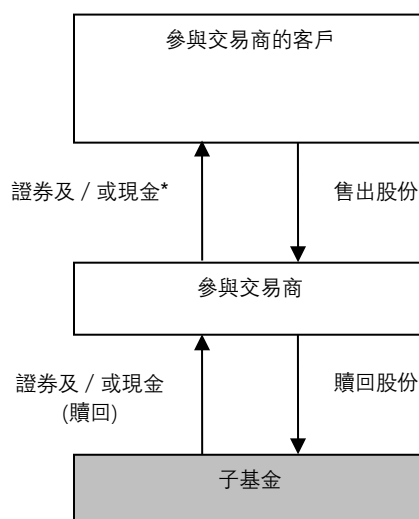 參與交易商的客戶
證券及 / 或現金*
售出股份
參與交易商
證券及 / 或現金
(贖回)
贖回股份
子基金